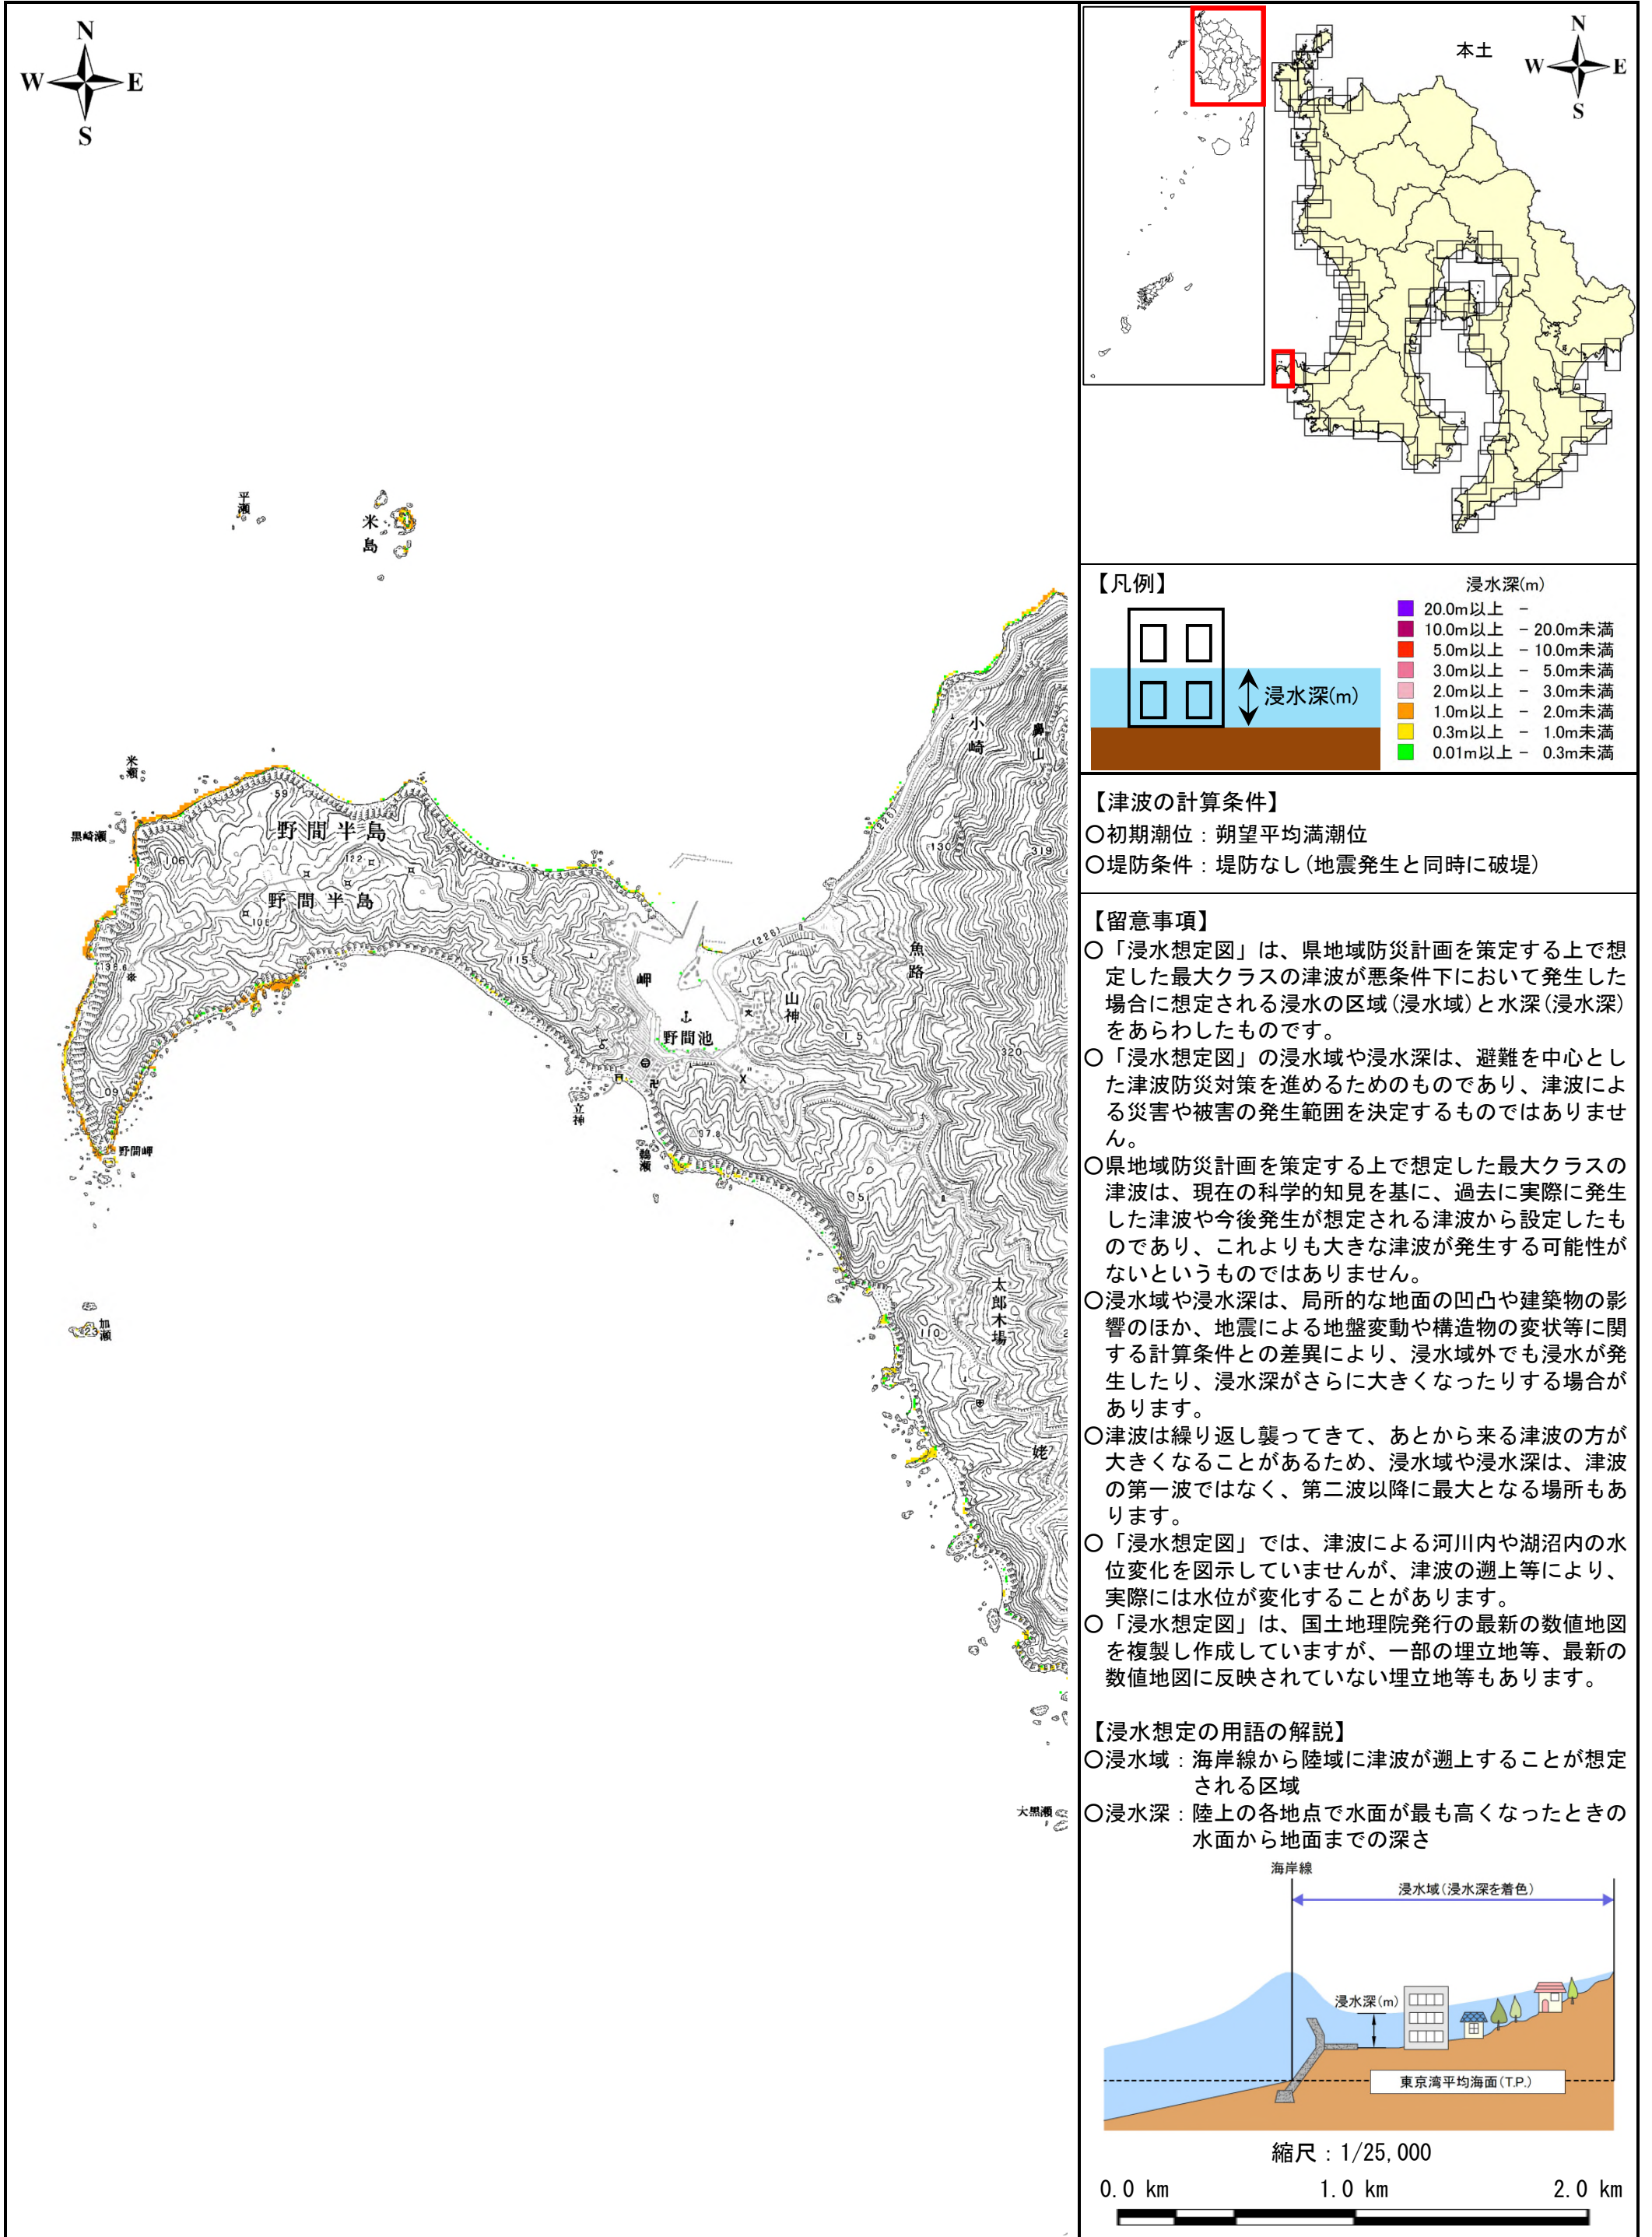 N
W E
S
平瀬
米島
米瀬
黒崎瀬
59
野間半島
106
122
野間半島
108
136.6
115
岬
野間池
山神
魚路
小崎
130
319
(226)
320
立神
鵜瀬
97.8
野間岬
加瀬
23
太郎木場
110
姥
大黒瀬
本土
N
W E
S
【凡例】
浸水深(m)
浸水深(m)
20.0m以上 -
10.0m以上 - 20.0m未満
5.0m以上 - 10.0m未満
3.0m以上 - 5.0m未満
2.0m以上 - 3.0m未満
1.0m以上 - 2.0m未満
0.3m以上 - 1.0m未満
0.01m以上 - 0.3m未満
【津波の計算条件】
〇初期潮位：朔望平均満潮位
〇堤防条件：堤防なし(地震発生と同時に破堤)
【留意事項】
〇「浸水想定図」は、県地域防災計画を策定する上で想
定した最大クラスの津波が悪条件下において発生した
場合に想定される浸水の区域(浸水域)と水深(浸水深)
をあらわしたものです。
〇「浸水想定図」の浸水域や浸水深は、避難を中心とし
た津波防災対策を進めるためのものであり、津波によ
る災害や被害の発生範囲を決定するものではありませ
ん。
〇県地域防災計画を策定する上で想定した最大クラスの
津波は、現在の科学的知見を基に、過去に実際に発生
した津波や今後発生が想定される津波から設定したも
のであり、これよりも大きな津波が発生する可能性が
ないというものではありません。
〇浸水域や浸水深は、局所的な地面の凹凸や建築物の影
響のほか、地震による地盤変動や構造物の変状等に関
する計算条件との差異により、浸水域外でも浸水が発
生したり、浸水深がさらに大きくなったりする場合が
あります。
〇津波は繰り返し襲ってきて、あとから来る津波の方が
大きくなることがあるため、浸水域や浸水深は、津波
の第一波ではなく、第二波以降に最大となる場所もあ
ります。
〇「浸水想定図」では、津波による河川内や湖沼内の水
位変化を図示していませんが、津波の遡上等により、
実際には水位が変化することがあります。
〇「浸水想定図」は、国土地理院発行の最新の数値地図
を複製し作成していますが、一部の埋立地等、最新の
数値地図に反映されていない埋立地等もあります。
【浸水想定の用語の解説】
〇浸水域：海岸線から陸域に津波が遡上することが想定
される区域
〇浸水深：陸上の各地点で水面が最も高くなったときの
水面から地面までの深さ
海岸線
浸水域(浸水深を着色)
浸水深(m)
東京湾平均海面(T.P.)
縮尺：1/25,000
0.0 km 1.0 km 2.0 km